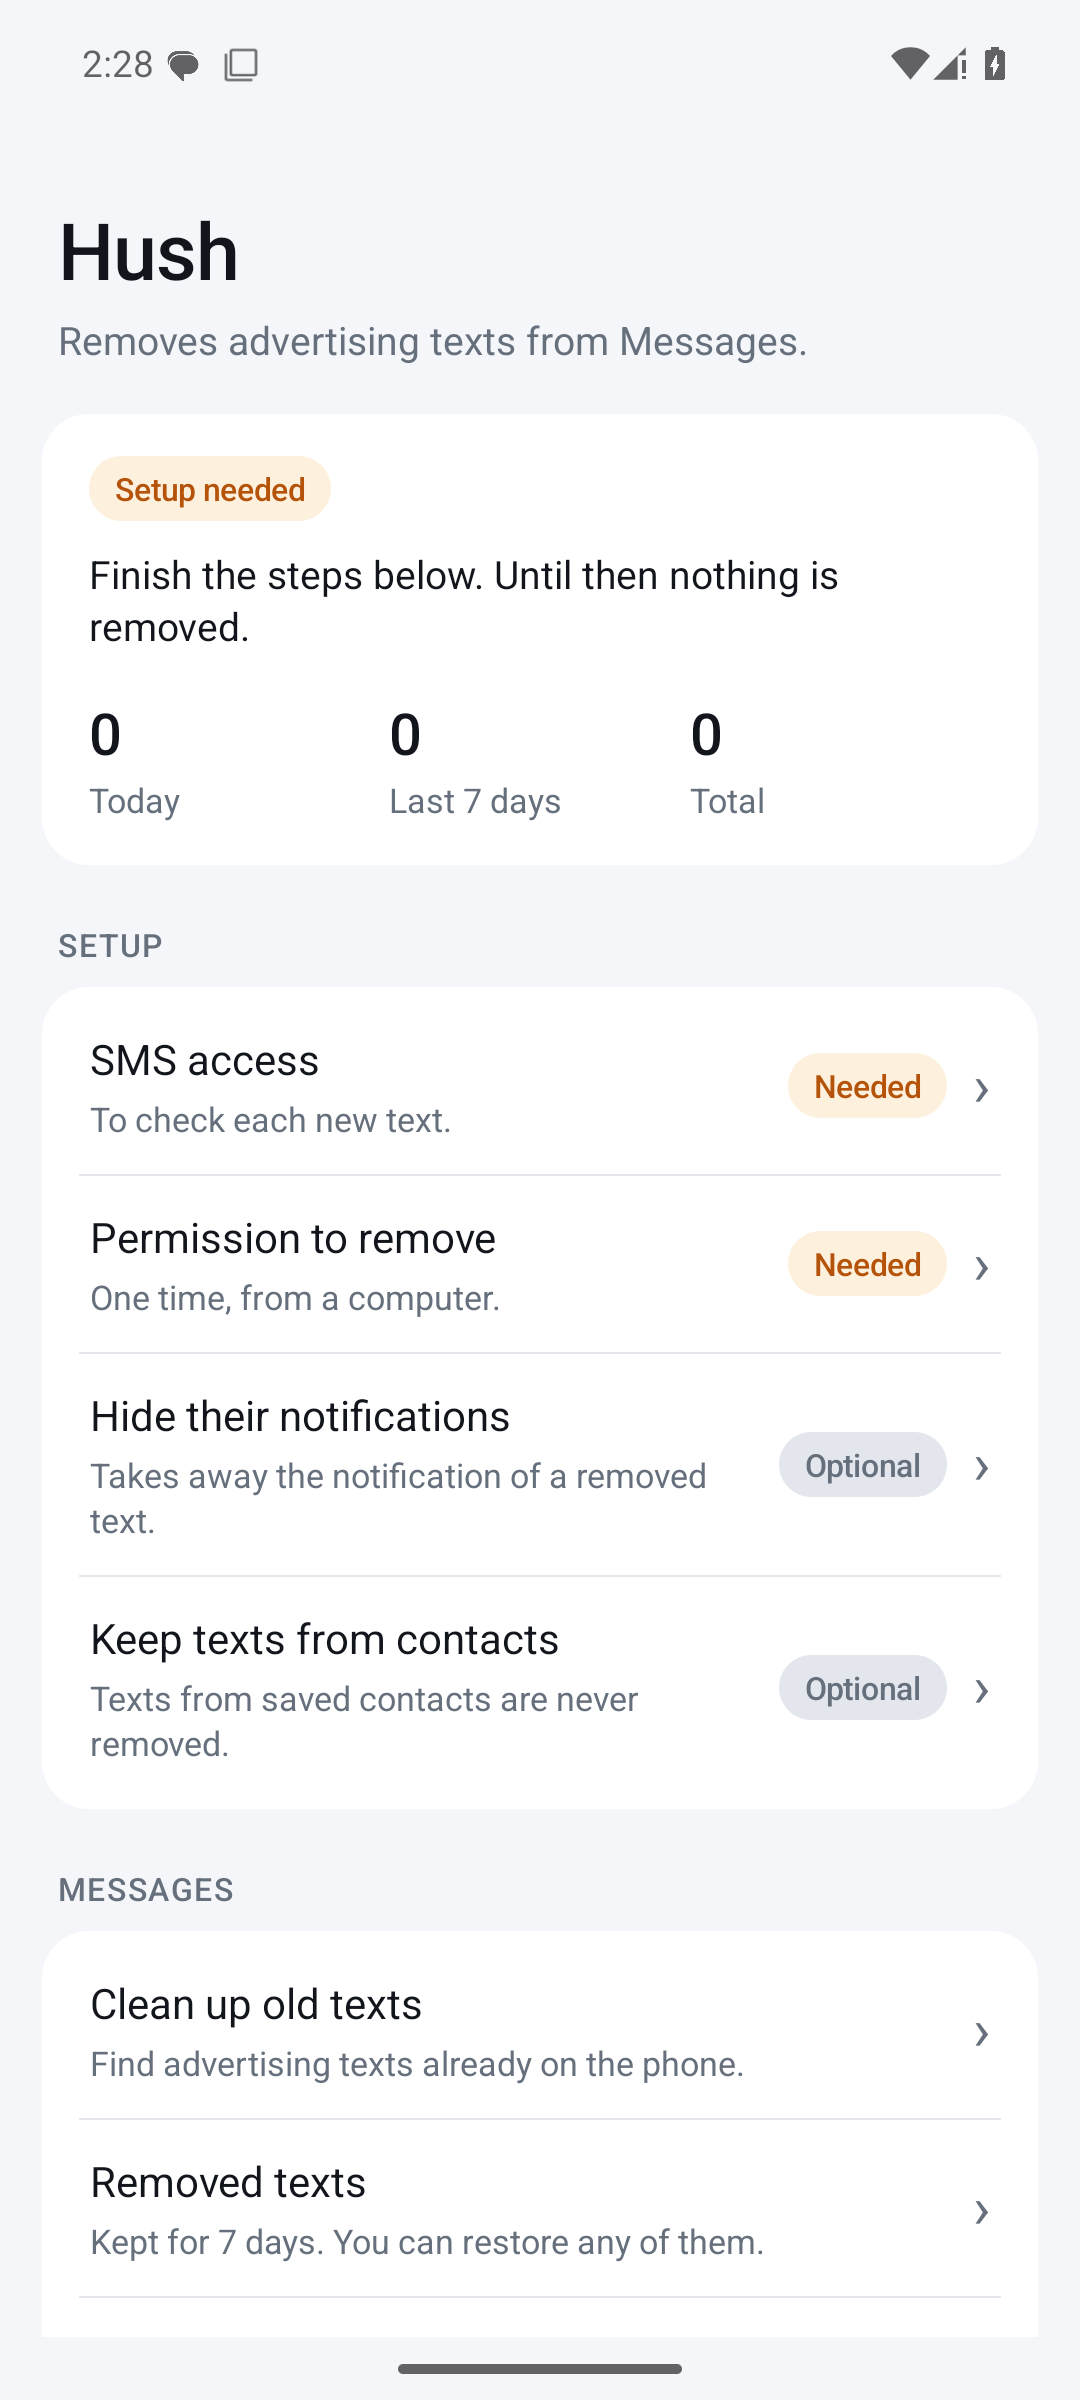 2:28
Hush
Removes advertising texts from Messages.
Setup needed
Finish the steps below. Until then nothing is
removed.
0 0 0
Today Last 7 days Total
SETUP
SMS access
To check each new text.
Needed
Permission to remove
One time, from a computer.
Needed
Hide their notifications
Takes away the notification of a removed
text.
Optional
Keep texts from contacts
Texts from saved contacts are never
removed.
Optional
MESSAGES
Clean up old texts
Find advertising texts already on the phone.
Removed texts
Kept for 7 days. You can restore any of them.